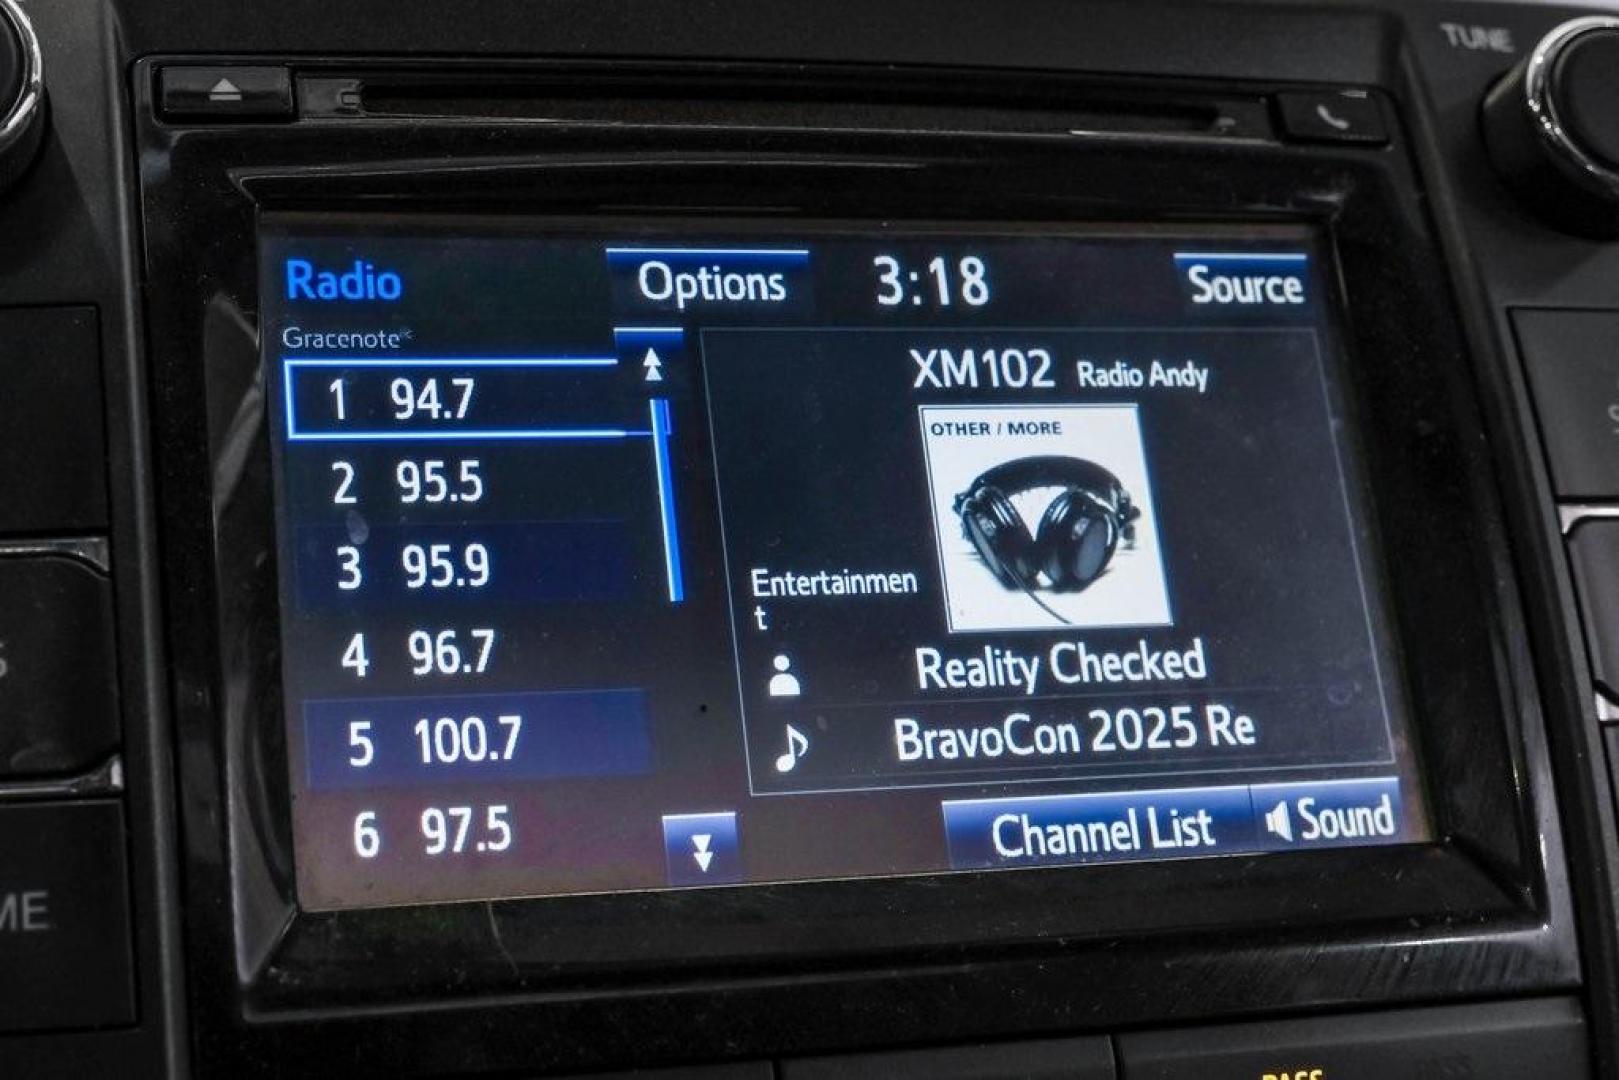 TUNE
Radio
Options
3:18
Source
Gracenote
1 94.7
2 95.5
3 95.9
4 96.7
5 100.7
6 97.5
XM102 Radio Andy
OTHER / MORE
Entertainmen
t
Reality Checked
BravoCon 2025 Re
Channel List
Sound
ME
PASS